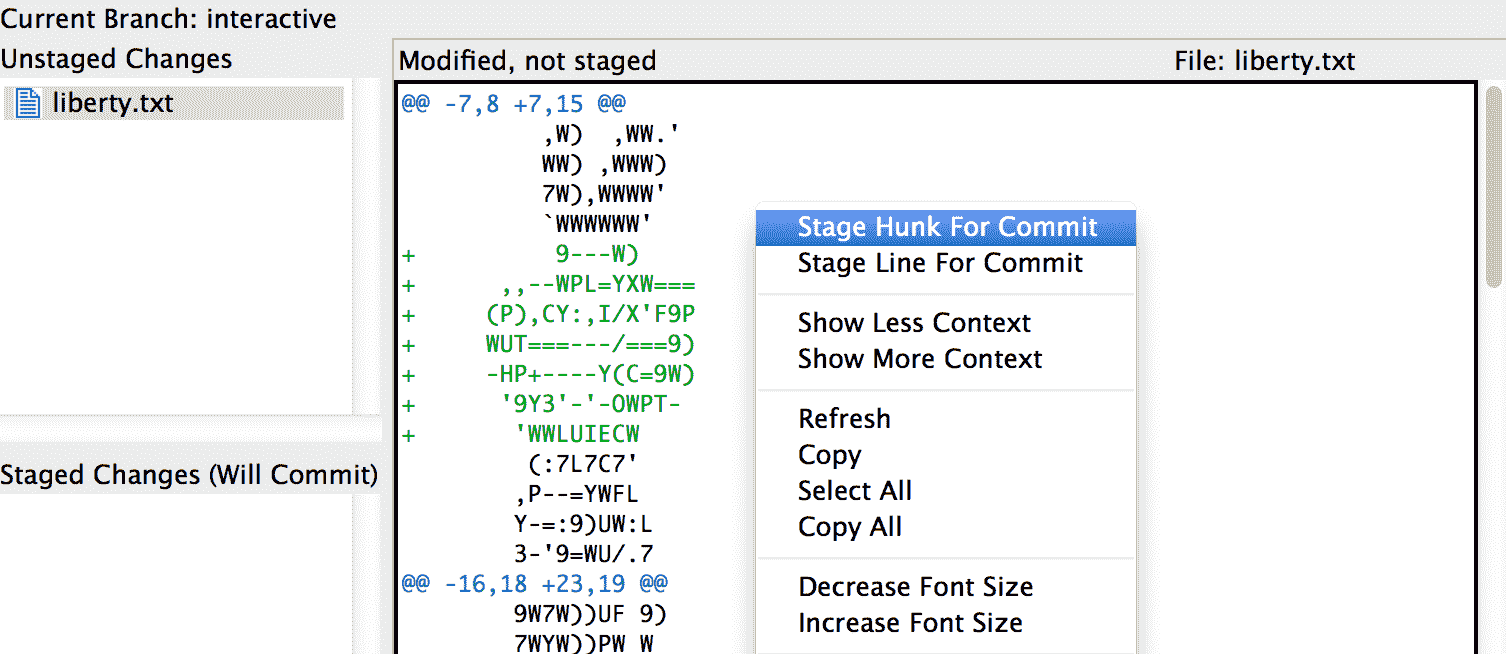 Current Branch: interactive
Unstaged Changes
liberty.txt
Staged Changes (Will Commit)
Modified, not staged File: liberty.txt
@@ -7,8 +7,15 @@
          ,W)  ,WW.'
          WW) ,WWW)
          7W),WWWW'
          `WWWWWW'
+          9---W)
+      ,,--WPL=YXW===
+     (P),CY:,I/X'F9P
+     WUT===---/===9)
+     -HP+----Y(C=9W)
+      '9Y3'-'-OWPT-
+       'WWLUIECW
         (:7L7C7'
        ,P--=YWFL
        Y-=:9)UW:L
        3-'9=WU/.7
@@ -16,18 +23,19 @@
        9W7W))UF 9)
        7WYW))PW W
Stage Hunk For Commit
Stage Line For Commit
Show Less Context
Show More Context
Refresh
Copy
Select All
Copy All
Decrease Font Size
Increase Font Size